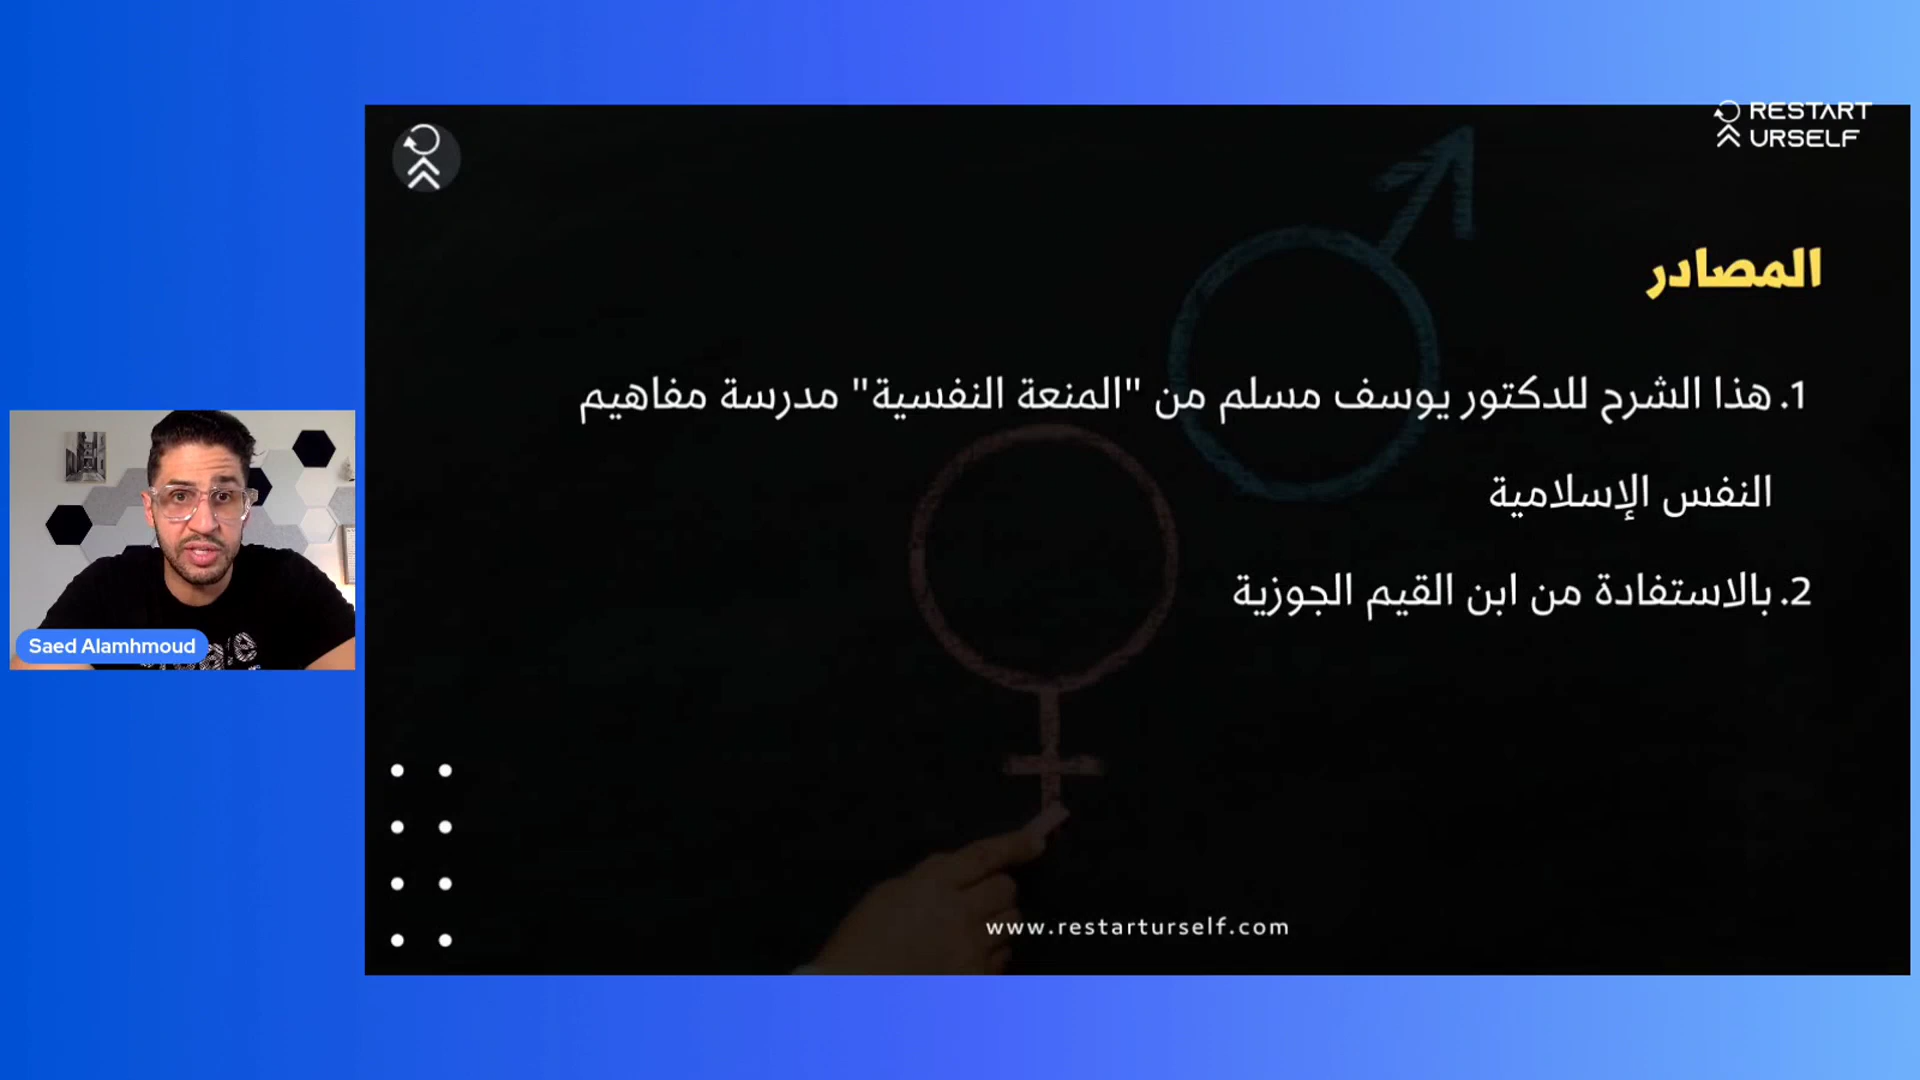 RESTART
URSELF
المصادر
1. هذا الشرح للدكتور يوسف مسلم من "المنعة النفسية" مدرسة مفاهيم
النفس الإسلامية
2. بالاستفادة من ابن القيم الجوزية
Saed Alamhmoud
www.restarturself.com